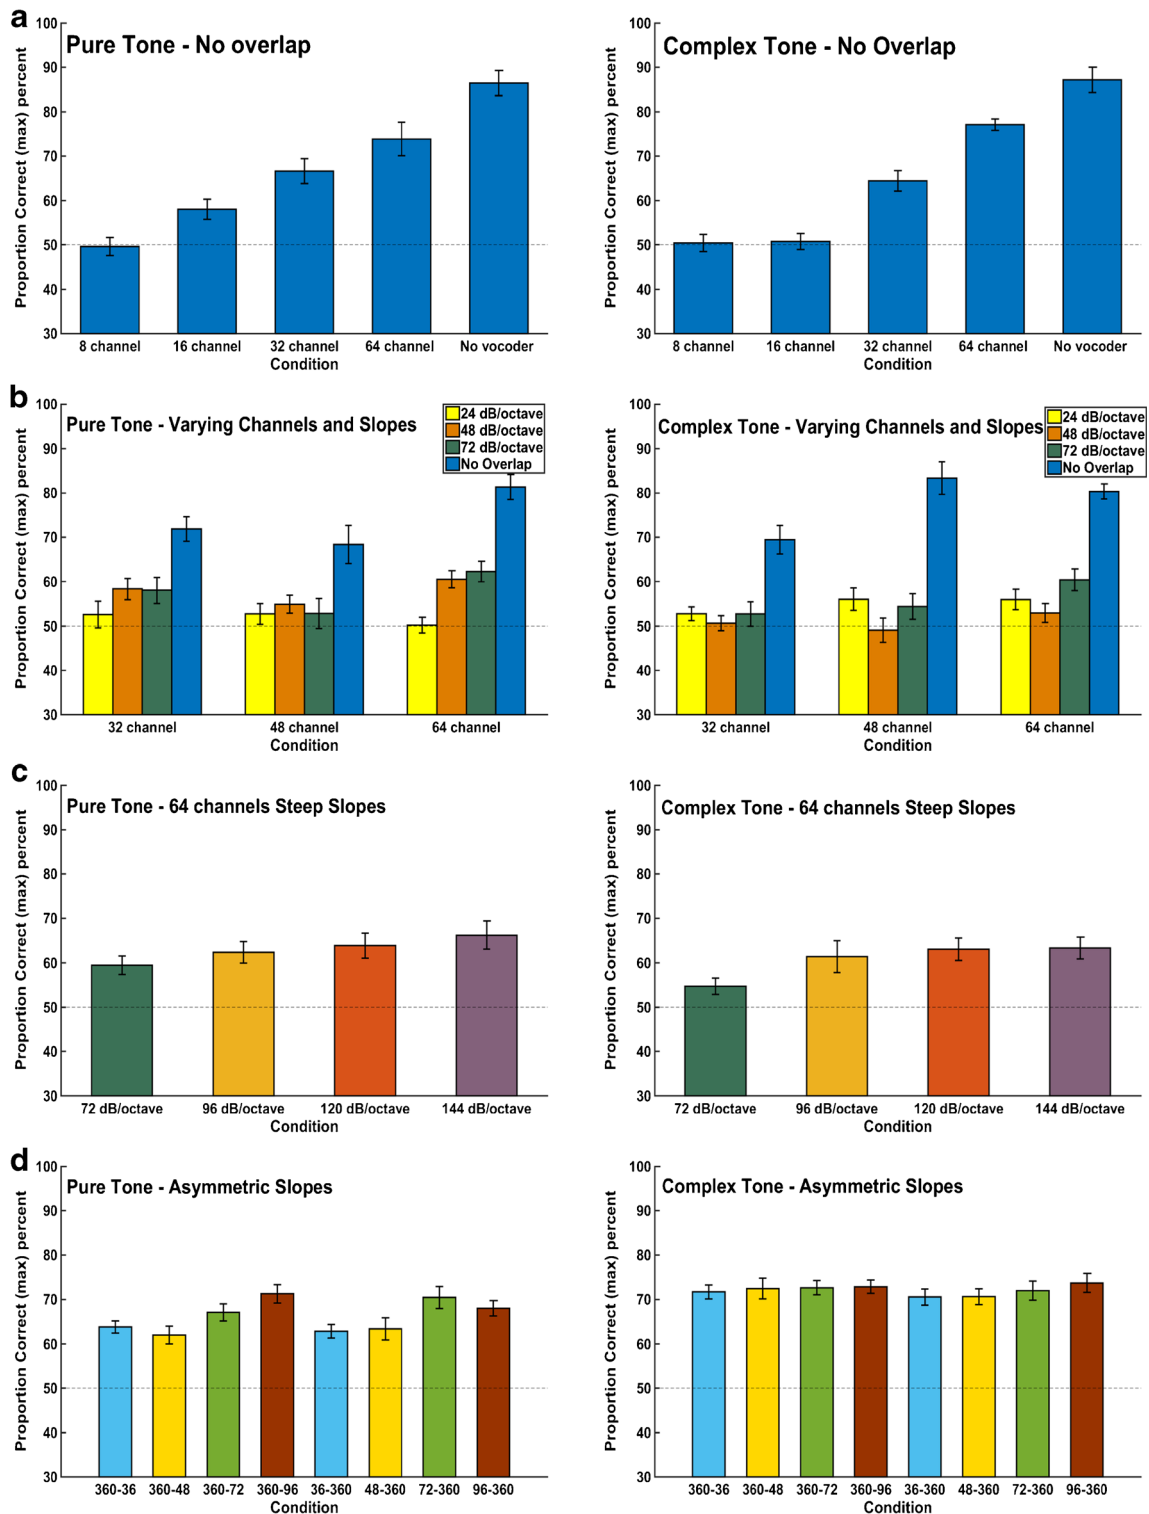 a
Pure Tone - No overlap
Proportion Correct (max) percent
100
90
80
70
60
50
40
30
8 channel 16 channel 32 channel 64 channel No vocoder
Condition
Complex Tone - No Overlap
Proportion Correct (max) percent
100
90
80
70
60
50
40
30
8 channel 16 channel 32 channel 64 channel No vocoder
Condition
b
Pure Tone - Varying Channels and Slopes
24 dB/octave
48 dB/octave
72 dB/octave
No Overlap
Proportion Correct (max) percent
100
90
80
70
60
50
40
30
32 channel 48 channel 64 channel
Condition
Complex Tone - Varying Channels and Slopes
24 dB/octave
48 dB/octave
72 dB/octave
No Overlap
Proportion Correct (max) percent
100
90
80
70
60
50
40
30
32 channel 48 channel 64 channel
Condition
c
Pure Tone - 64 channels Steep Slopes
Proportion Correct (max) percent
100
90
80
70
60
50
40
30
72 dB/octave 96 dB/octave 120 dB/octave 144 dB/octave
Condition
Complex Tone - 64 channels Steep Slopes
Proportion Correct (max) percent
100
90
80
70
60
50
40
30
72 dB/octave 96 dB/octave 120 dB/octave 144 dB/octave
Condition
d
Pure Tone - Asymmetric Slopes
Proportion Correct (max) percent
100
90
80
70
60
50
40
30
360-36 360-48 360-72 360-96 36-360 48-360 72-360 96-360
Condition
Complex Tone - Asymmetric Slopes
Proportion Correct (max) percent
100
90
80
70
60
50
40
30
360-36 360-48 360-72 360-96 36-360 48-360 72-360 96-360
Condition